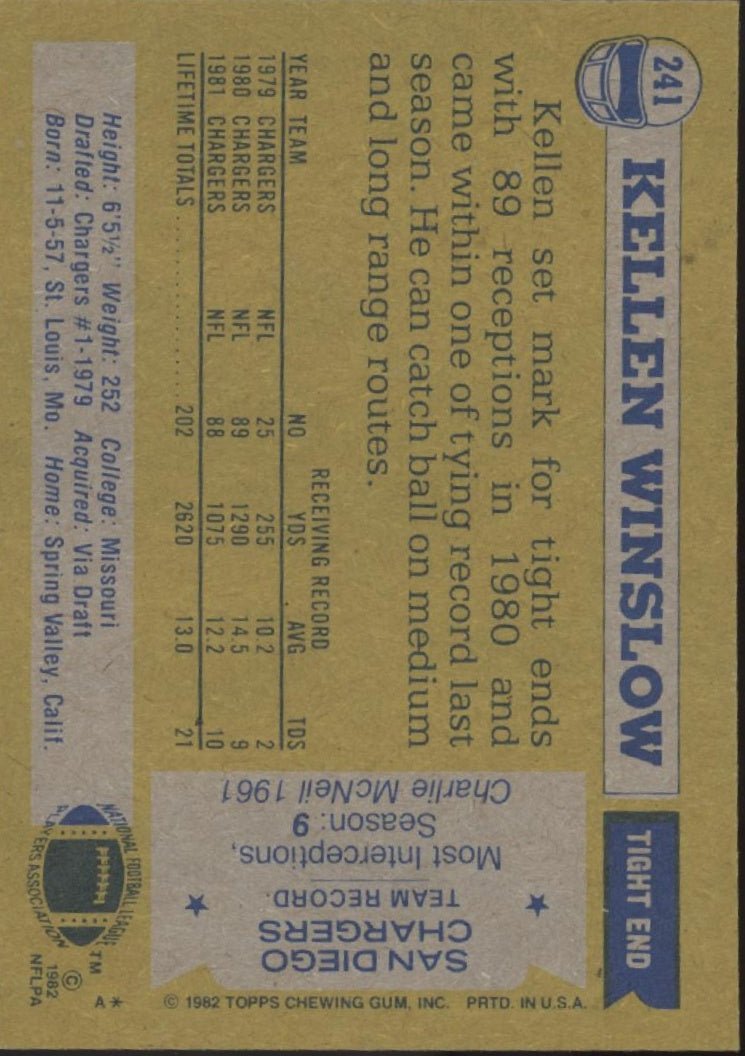 241
KELLEN WINSLOW
TIGHT END
Kellen set mark for tight ends
with 89 receptions in 1980 and
came within one of tying record last
season. He can catch ball on medium
and long range routes.
RECEIVING RECORD
YEAR TEAM NO YDS AVG TDS
1979 CHARGERS NFL 25 255 10.2 2
1980 CHARGERS NFL 89 1290 14.5 9
1981 CHARGERS NFL 88 1075 12.2 10
LIFETIME TOTALS 202 2620 13.0 21
Height: 6'5½" Weight: 252 College: Missouri
Drafted: Chargers #1-1979 Acquired: Via Draft
Born: 11-5-57, St. Louis, Mo. Home: Spring Valley, Calif.
SAN DIEGO
CHARGERS
TEAM RECORD
Most Interceptions,
Season: 9
Charlie McNeil 1961
NATIONAL FOOTBALL LEAGUE
PLAYERS ASSOCIATION
TM
© 1982
NFLPA
A*
© 1982 TOPPS CHEWING GUM, INC. PRTD. IN U.S.A.